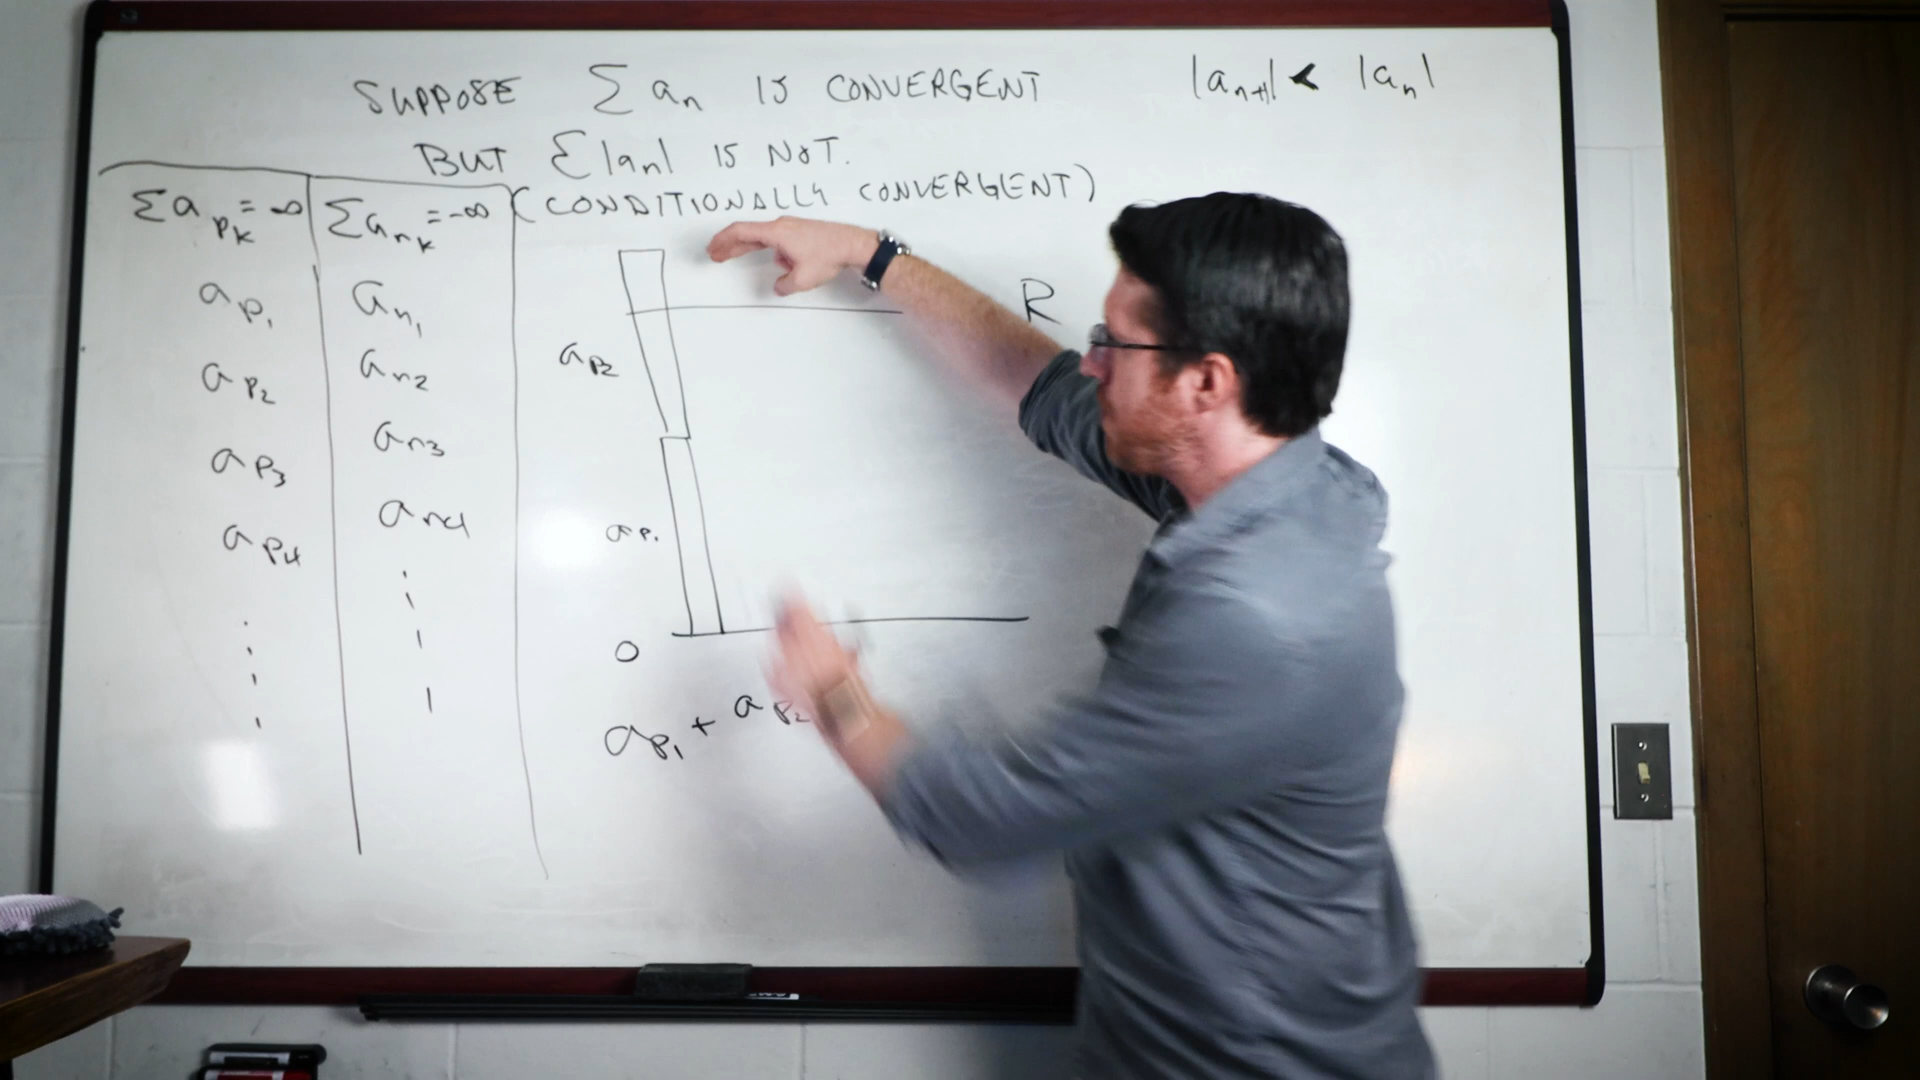 SUPPOSE Σ aₙ IS CONVERGENT
|aₙ₊₁| < |aₙ|
BUT Σ|aₙ| IS NOT.
(CONDITIONALLY CONVERGENT)
Σ a_{p_k} = ∞
Σ a_{n_k} = -∞
a_{p_1}
a_{n_1}
a_{p_2}
a_{n_2}
a_{p_3}
a_{n_3}
a_{p_4}
a_{n_4}
R
a_{p_2}
a_{p_1}
0
a_{p_1} + a_{p_2}